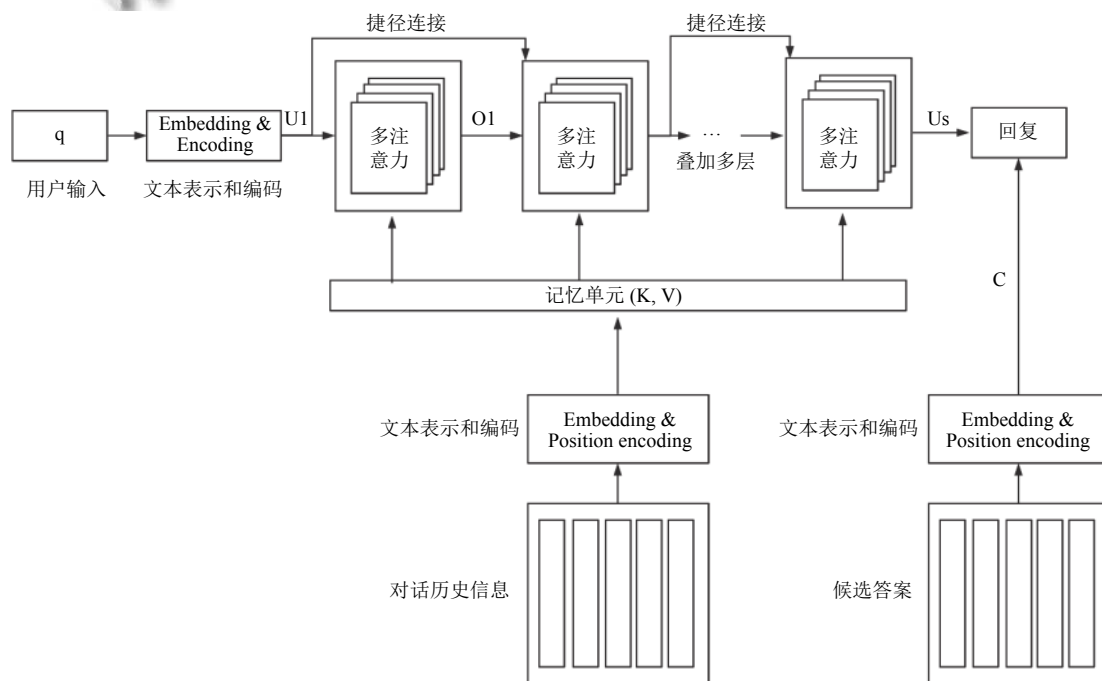 捷径连接
捷径连接
q
Embedding &
Encoding
U1
多注
意力
O1
多注
意力
…
叠加多层
多注
意力
Us
回复
用户输入
文本表示和编码
记忆单元 (K, V)
C
文本表示和编码
Embedding &
Position encoding
文本表示和编码
Embedding &
Position encoding
对话历史信息
候选答案